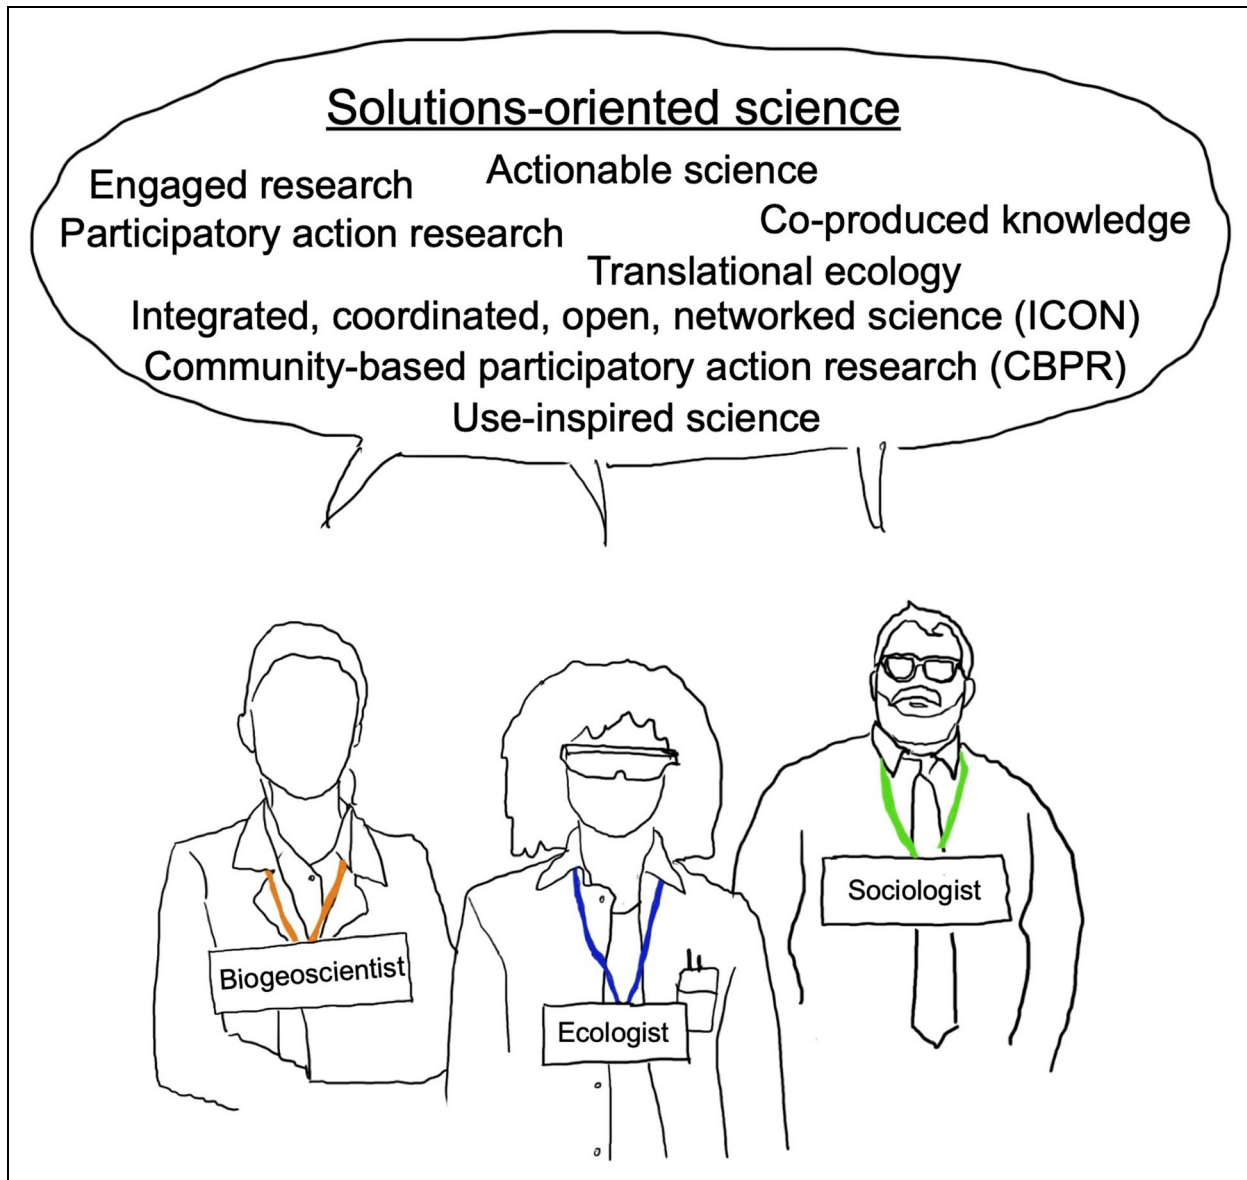 Solutions-oriented science
Actionable science
Engaged research
Co-produced knowledge
Participatory action research
Translational ecology
Integrated, coordinated, open, networked science (ICON)
Community-based participatory action research (CBPR)
Use-inspired science
Biogeoscientist
Ecologist
Sociologist